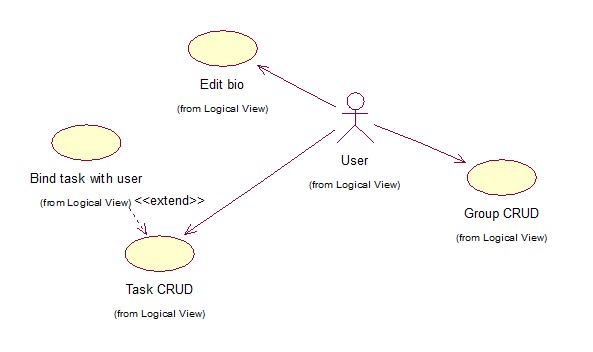 Edit bio
(from Logical View)
User
(from Logical View)
Bind task with user
(from Logical View)
<<extend>>
Group CRUD
(from Logical View)
Task CRUD
(from Logical View)